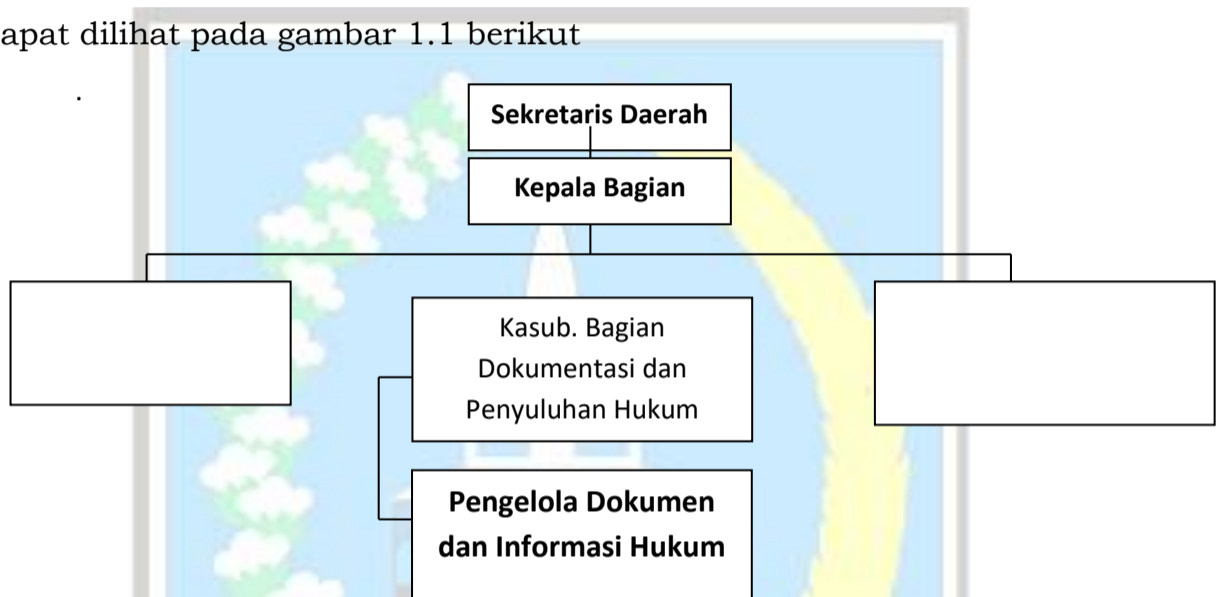 apat dilihat pada gambar 1.1 berikut
.
Sekretaris Daerah
Kepala Bagian
Kasub. Bagian
Dokumentasi dan
Penyuluhan Hukum
Pengelola Dokumen
dan Informasi Hukum